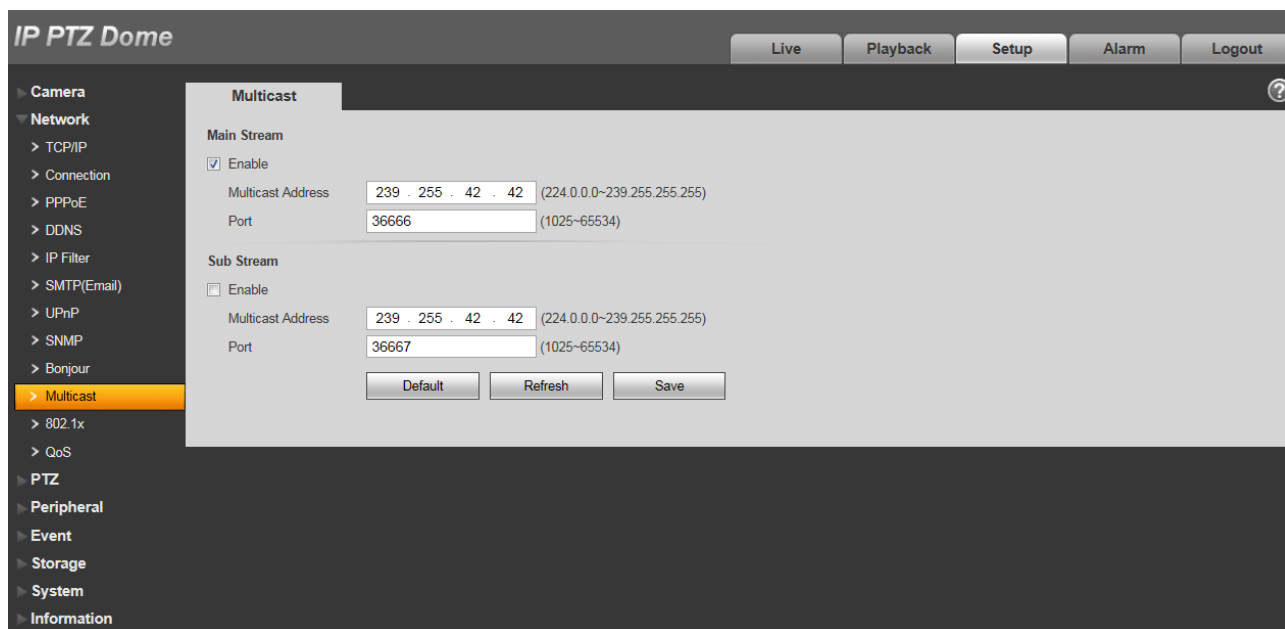 IP PTZ Dome
Live Playback Setup Alarm Logout
Camera
Network
> TCP/IP
> Connection
> PPPoE
> DDNS
> IP Filter
> SMTP(Email)
> UPnP
> SNMP
> Bonjour
> Multicast
> 802.1x
> QoS
PTZ
Peripheral
Event
Storage
System
Information
Multicast
?
Main Stream
Enable
Multicast Address 239 . 255 . 42 . 42 (224.0.0.0~239.255.255.255)
Port 36666 (1025~65534)
Sub Stream
Enable
Multicast Address 239 . 255 . 42 . 42 (224.0.0.0~239.255.255.255)
Port 36667 (1025~65534)
Default Refresh Save